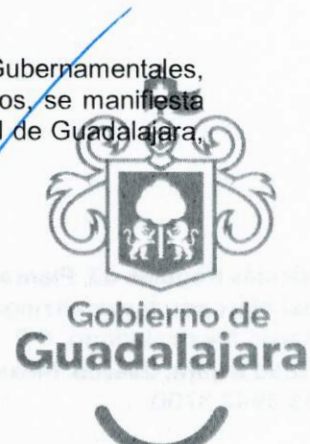 Gubernamentales,
os, se manifiesta
l de Guadalajara,
Gobierno de
Guadalajara